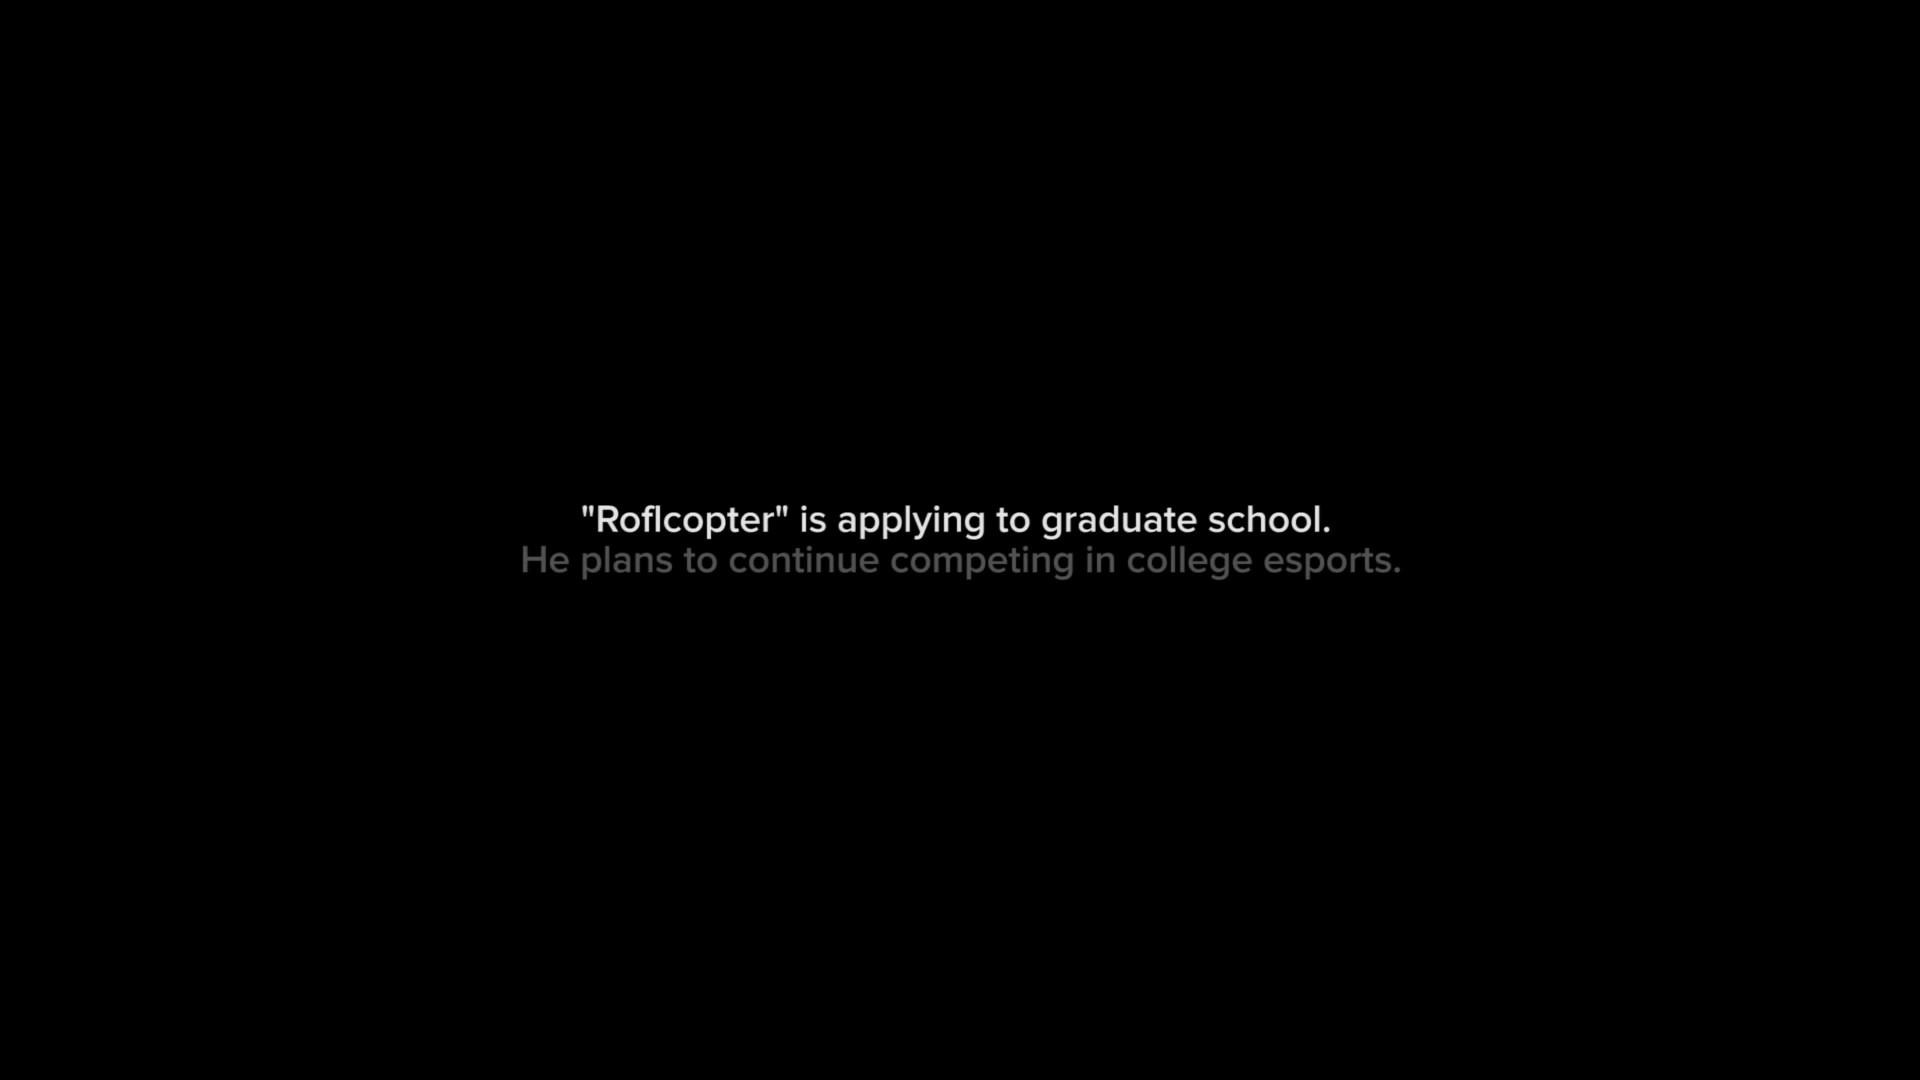 "Roflcopter" is applying to graduate school.
He plans to continue competing in college esports.